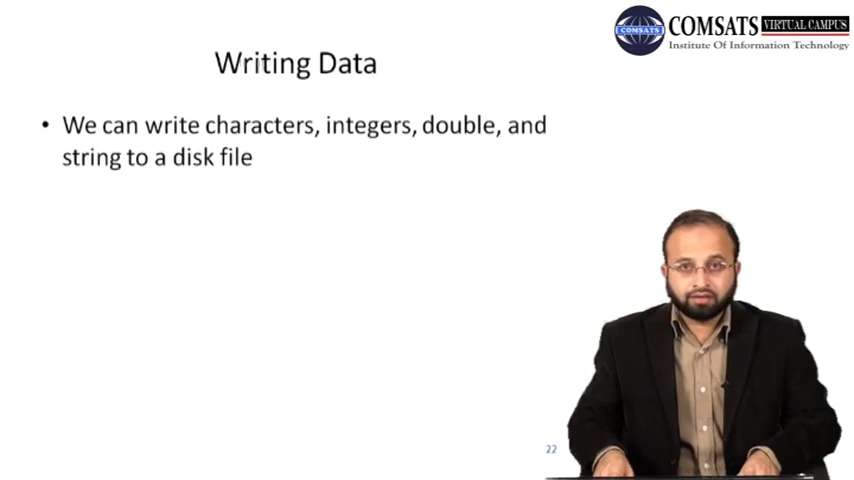 COMSATS
COMSATS VIRTUAL CAMPUS
Institute Of Information Technology
Writing Data
• We can write characters, integers, double, and
string to a disk file
22